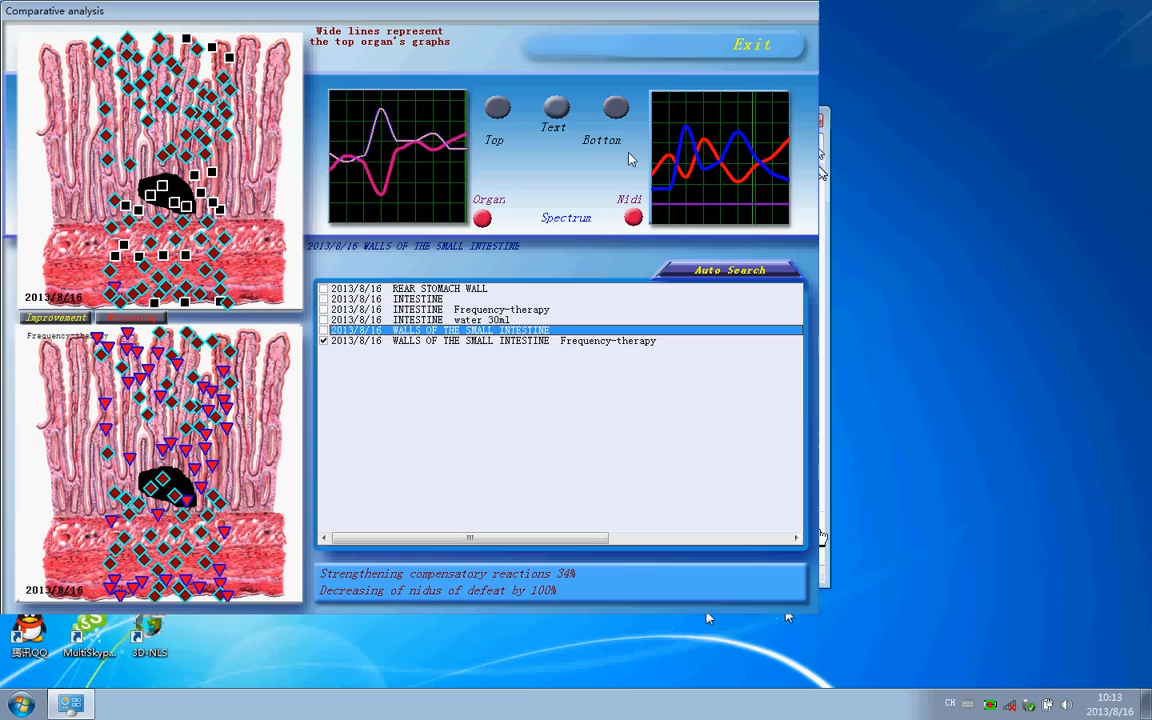 Comparative analysis
Wide lines represent
the top organ's graphs
Exit
Top
Text
Bottom
Organ
Spectrum
Nidi
2013/8/16 WALLS OF THE SMALL INTESTINE
Auto Search
2013/8/16 REAR STOMACH WALL
2013/8/16 INTESTINE
2013/8/16 INTESTINE Frequency-therapy
2013/8/16 INTESTINE water 30ml
2013/8/16 WALLS OF THE SMALL INTESTINE
2013/8/16 WALLS OF THE SMALL INTESTINE Frequency-therapy
2013/8/16
Improvement
Frequency-therapy
2013/8/16
Strengthening compensatory reactions 34%
Decreasing of nidus of defeat by 100%
腾讯QQ
MultiSkyp...
3D-NLS
CH
10:13
2013/8/16